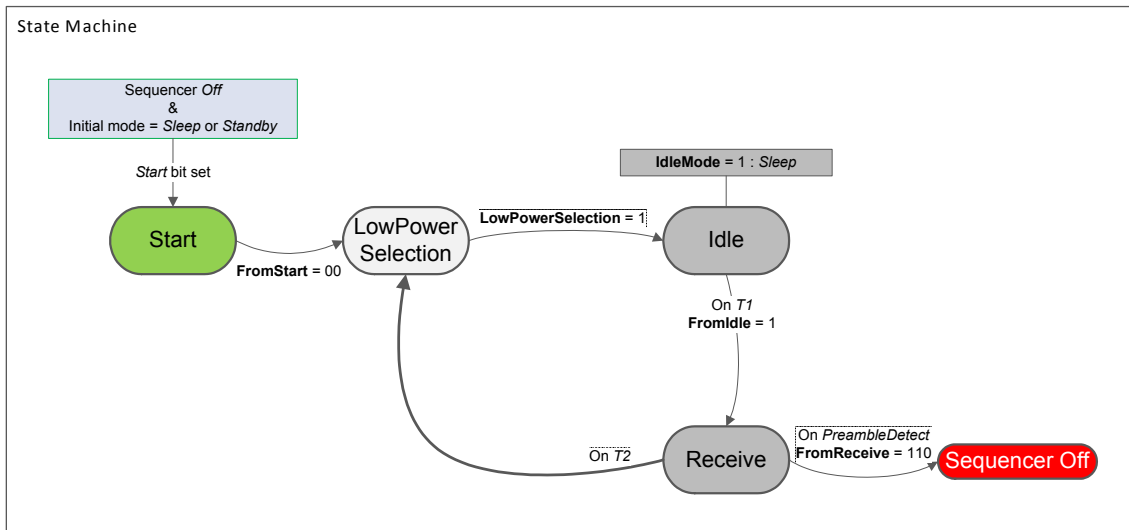 State Machine
Sequencer Off
&
Initial mode = Sleep or Standby
Start bit set
IdleMode = 1 : Sleep
Start
LowPower
Selection
LowPowerSelection = 1
Idle
FromStart = 00
On T1
FromIdle = 1
On T2
Receive
On PreambleDetect
FromReceive = 110
Sequencer Off